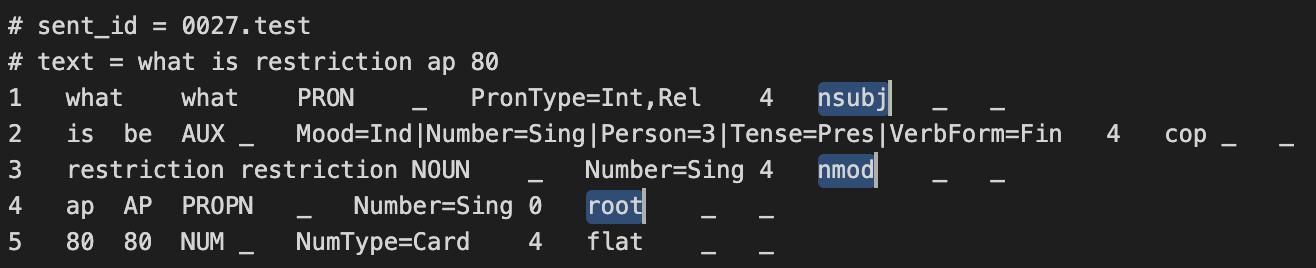 # sent_id = 0027.test
# text = what is restriction ap 80
1 what what PRON _ PronType=Int,Rel 4 nsubj _ _
2 is be AUX _ Mood=Ind|Number=Sing|Person=3|Tense=Pres|VerbForm=Fin 4 cop _ _
3 restriction restriction NOUN _ Number=Sing 4 nmod _ _
4 ap AP PROPN _ Number=Sing 0 root _ _
5 80 80 NUM _ NumType=Card 4 flat _ _